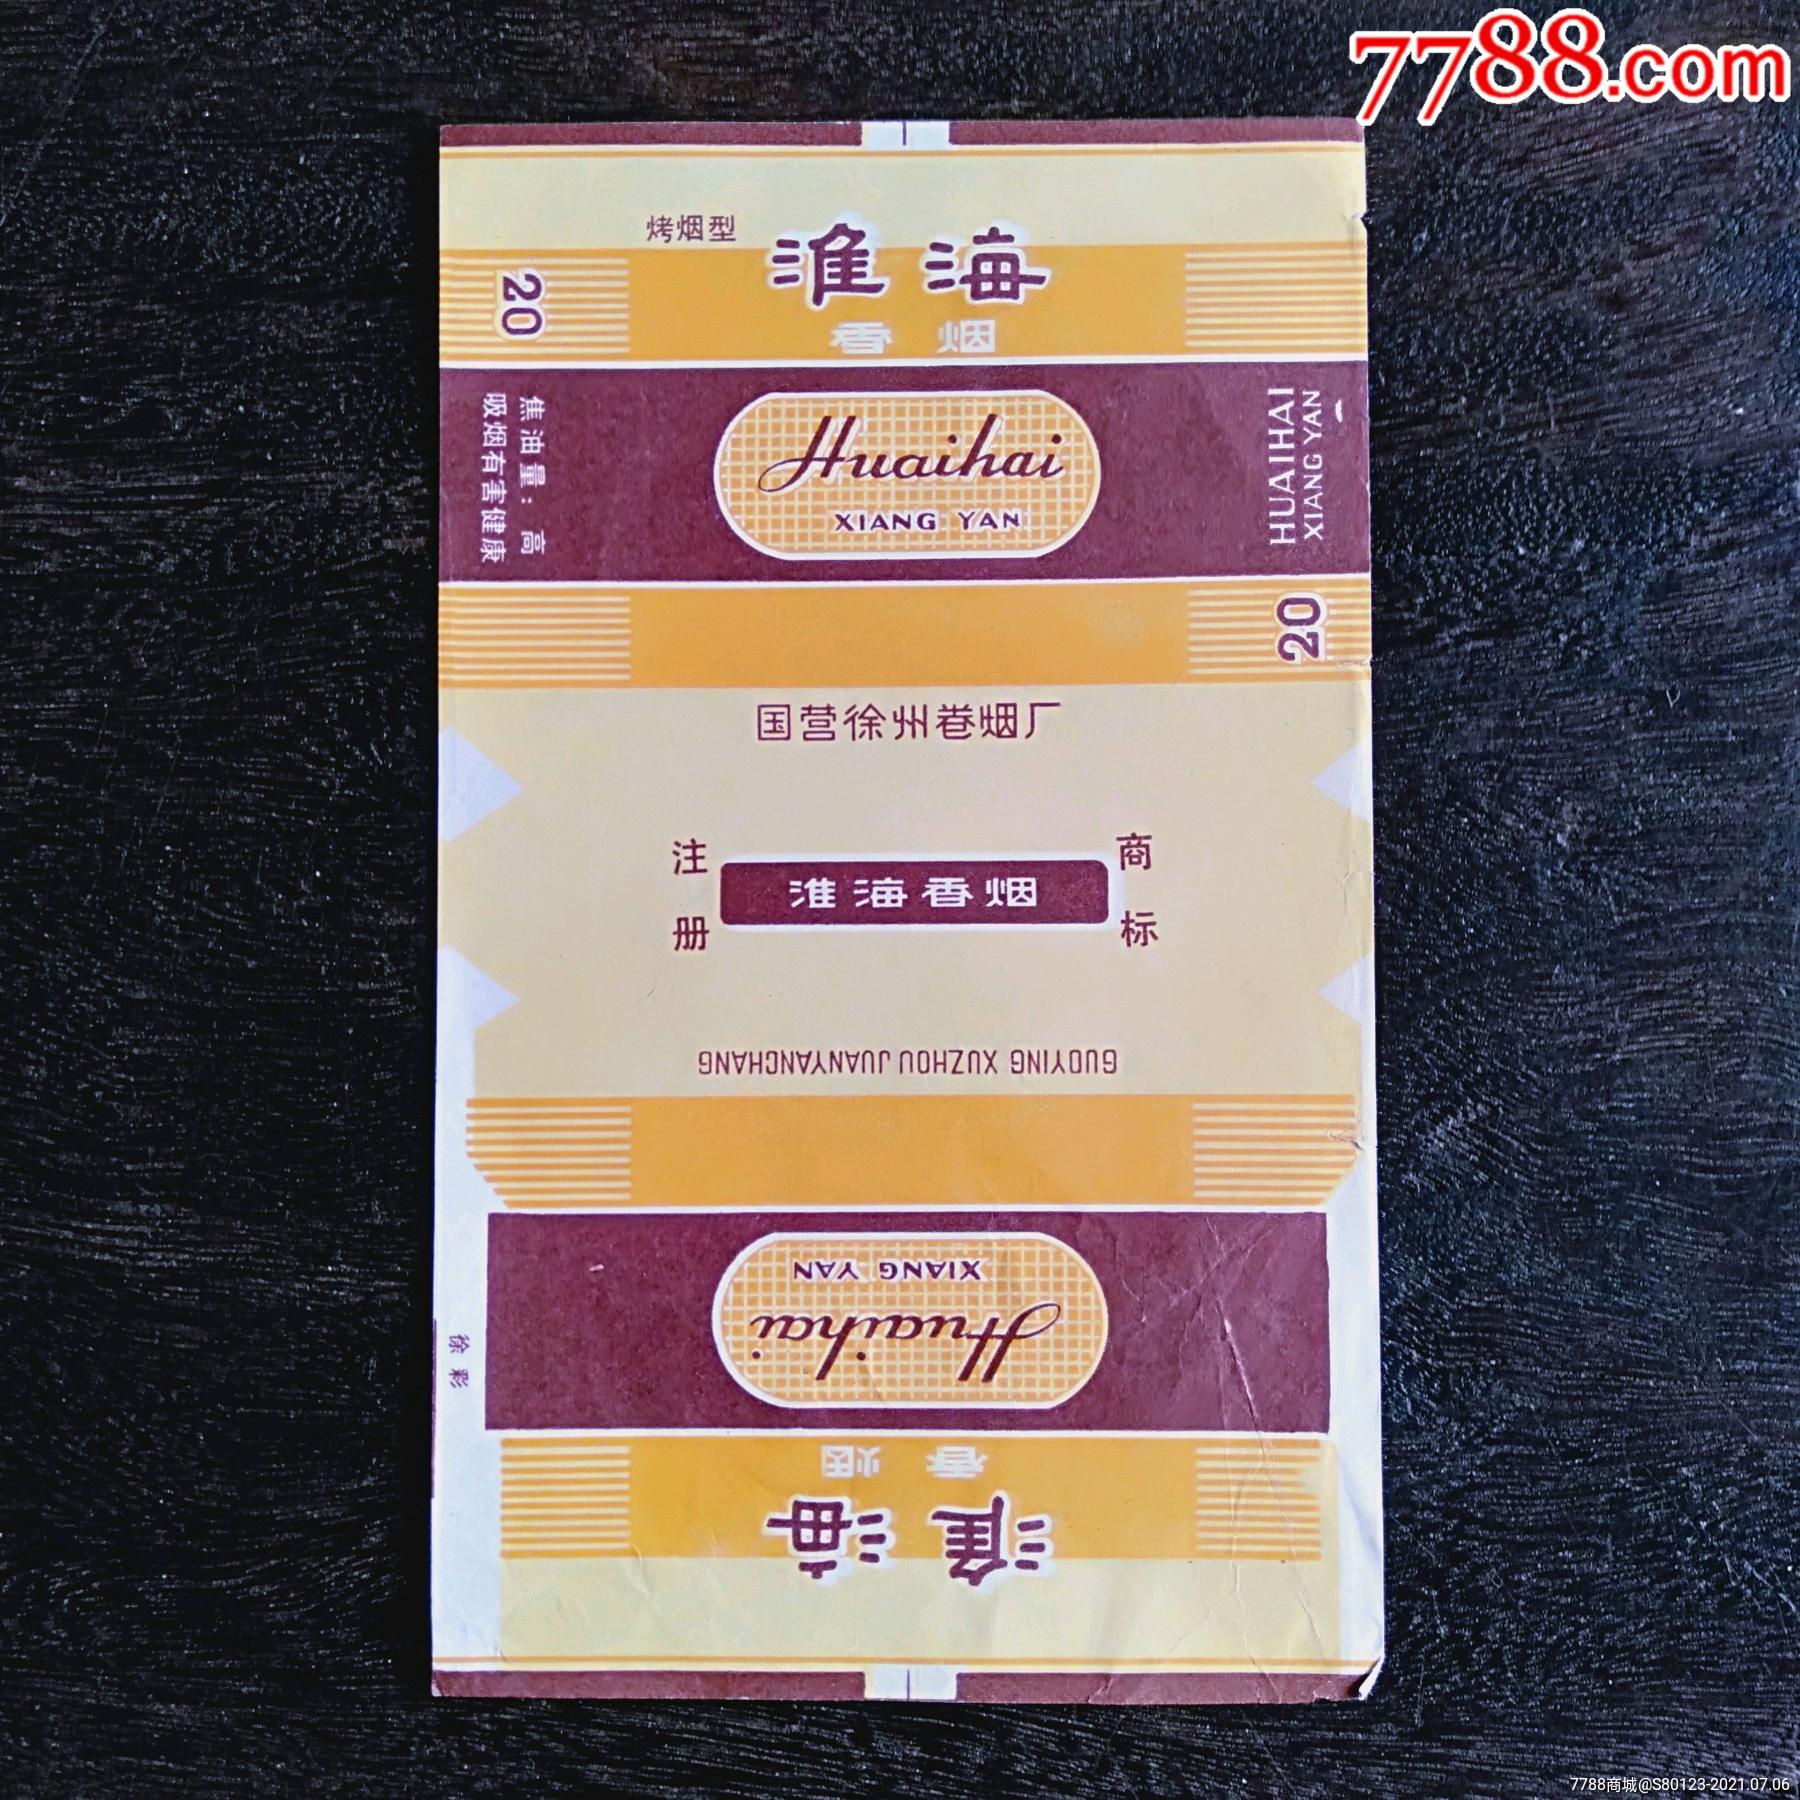 7788.com
烤烟型
淮海
香烟
20
焦油量：高
吸烟有害健康
Huaihai
XIANG YAN
HUAIHAI
XIANG YAN
20
国营徐州卷烟厂
注册
商标
淮海香烟
GUOYING XUZHOU JUANYANCHANG
XIANG YAN
Huaihai
徐彩
香烟
淮海
7788商城@S80123-2021.07.06